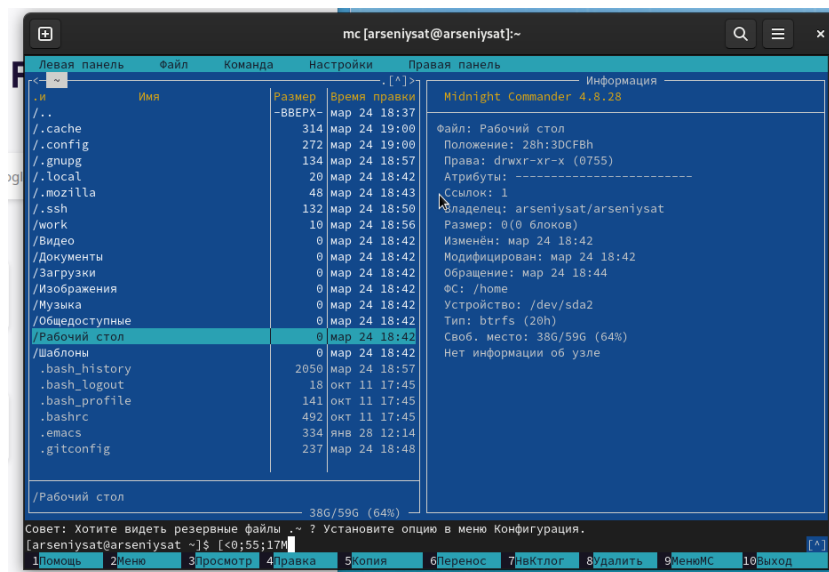 mc [arseniysat@arseniysat]:~
Левая панель Файл Команда Настройки Правая панель
<- ~ .[^]> Информация
.и Имя Размер Время правки Midnight Commander 4.8.28
/.. -ВВЕРХ- мар 24 18:37
/.cache 314 мар 24 19:00 Файл: Рабочий стол
/.config 272 мар 24 19:00 Положение: 28h:3DCFBh
/.gnupg 134 мар 24 18:57 Права: drwxr-xr-x (0755)
/.local 20 мар 24 18:42 Атрибуты: -------------------------
/.mozilla 48 мар 24 18:43 Ссылок: 1
/.ssh 132 мар 24 18:50 Владелец: arseniysat/arseniysat
/work 10 мар 24 18:56 Размер: 0(0 блоков)
/Видео 0 мар 24 18:42 Изменён: мар 24 18:42
/Документы 0 мар 24 18:42 Модифицирован: мар 24 18:42
/Загрузки 0 мар 24 18:42 Обращение: мар 24 18:44
/Изображения 0 мар 24 18:42 ФС: /home
/Музыка 0 мар 24 18:42 Устройство: /dev/sda2
/Общедоступные 0 мар 24 18:42 Тип: btrfs (20h)
/Рабочий стол 0 мар 24 18:42 Своб. место: 38G/59G (64%)
/Шаблоны 0 мар 24 18:42 Нет информации об узле
.bash_history 2050 мар 24 18:57
.bash_logout 18 окт 11 17:45
.bash_profile 141 окт 11 17:45
.bashrc 492 окт 11 17:45
.emacs 334 янв 28 12:14
.gitconfig 237 мар 24 18:48
/Рабочий стол
38G/59G (64%)
Совет: Хотите видеть резервные файлы .~ ? Установите опцию в меню Конфигурация.
[arseniysat@arseniysat ~]$ [<0;55;17M [^]
1Помощь 2Меню 3Просмотр 4Правка 5Копия 6Перенос 7НвКтлог 8Удалить 9МенюМС 10Выход